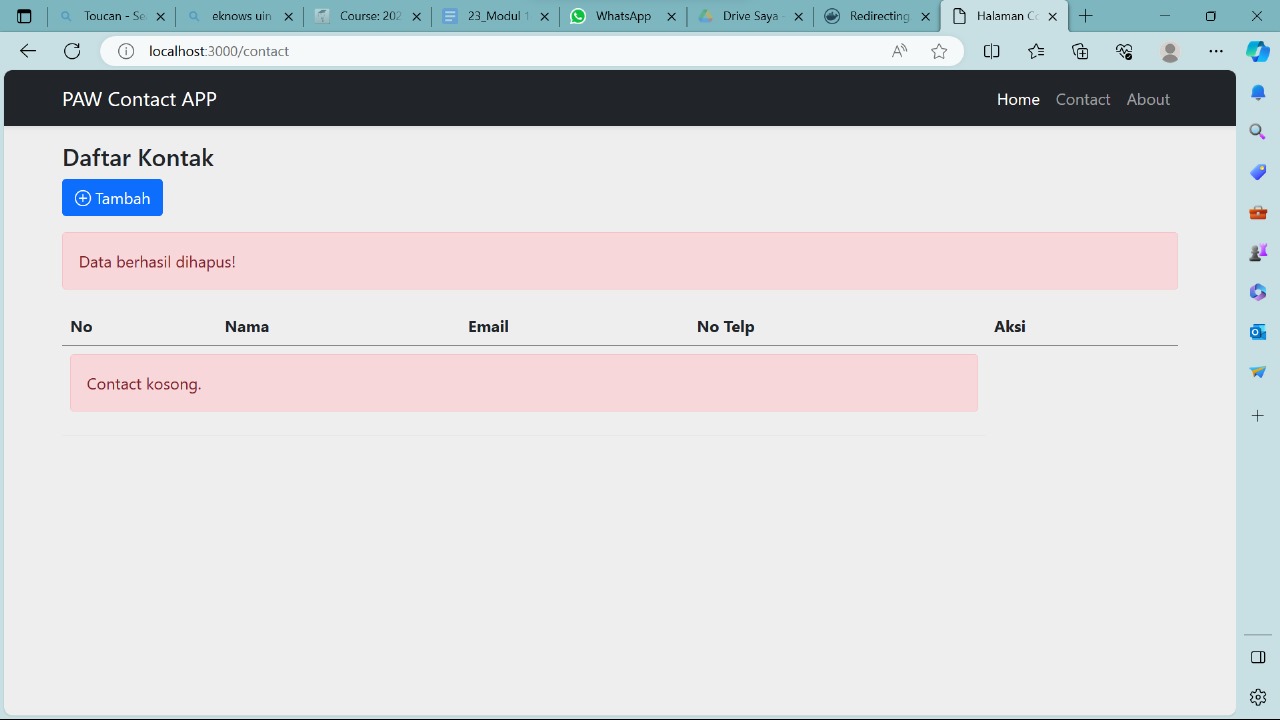 Toucan - Se
eknows uin
Course: 202
23_Modul 1
WhatsApp
Drive Saya -
Redirecting
Halaman Co
localhost:3000/contact
PAW Contact APP
Home
Contact
About
Daftar Kontak
Tambah
Data berhasil dihapus!
No Nama Email No Telp Aksi
Contact kosong.